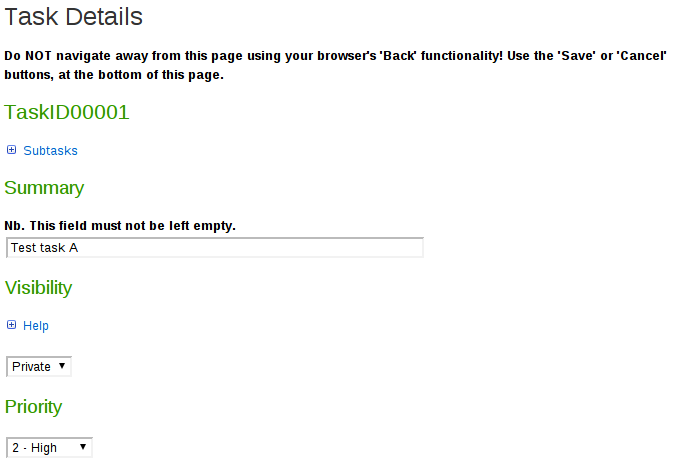 Task Details
Do NOT navigate away from this page using your browser's 'Back' functionality! Use the 'Save' or 'Cancel'
buttons, at the bottom of this page.
TaskID00001
Subtasks
Summary
Nb. This field must not be left empty.
Test task A
Visibility
Help
Private
Priority
2 - High